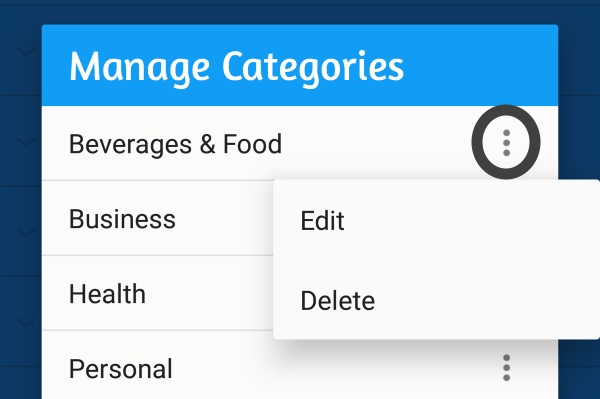 Manage Categories
Beverages & Food
Business
Edit
Health
Delete
Personal